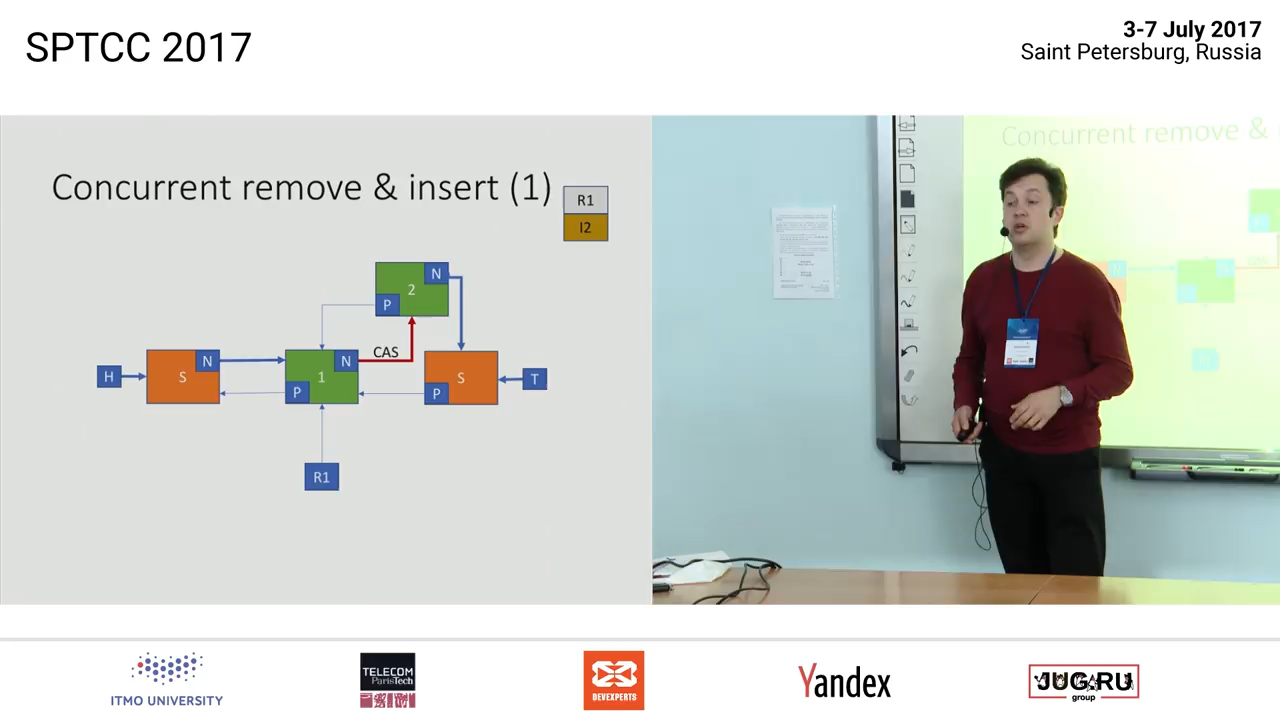 SPTCC 2017
3-7 July 2017
Saint Petersburg, Russia
Concurrent remove & insert (1)
R1
I2
N
2
P
H
S
N
1
N
P
CAS
S
P
T
R1
Concurrent remove &
N
CAS
ITMO UNIVERSITY
TELECOM
ParisTech
DEVEXPERTS
Yandex
JUG.RU
group